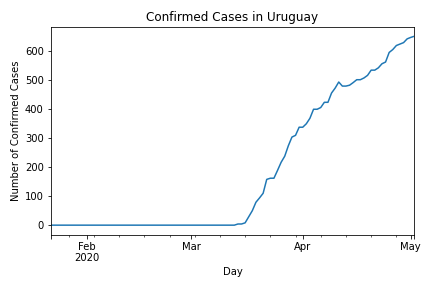 Confirmed Cases in Uruguay
Number of Confirmed Cases
600
500
400
300
200
100
0
Feb
2020
Mar
Apr
May
Day